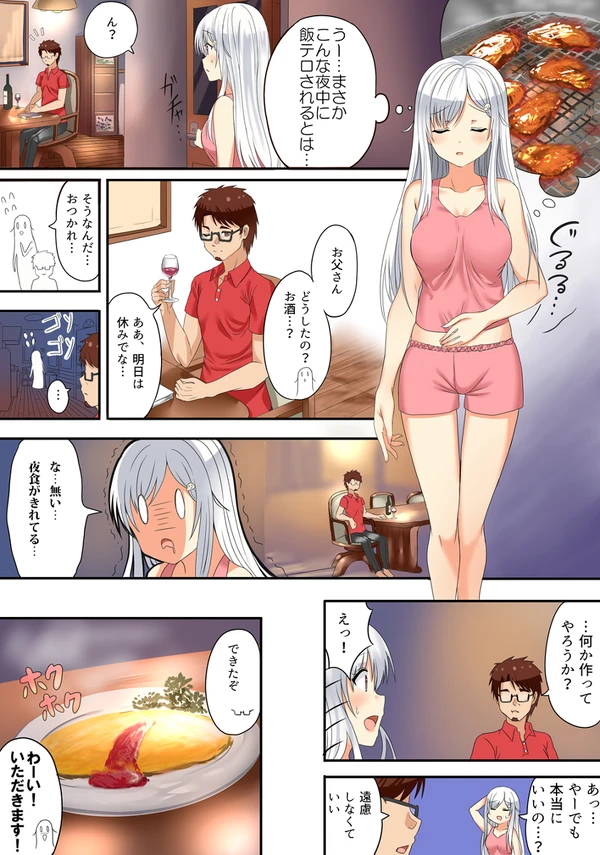 うー…まさか
こんな夜中に
飯テロされるとは…
ぐるるる…
ガチャ…
ん？
お父さん
どうしたの？
お酒…？
ああ、明日は
休みでな…
そうなんだ…
おつかれ…
ゴソ
ゴソ
…
な…無い…
夜食がきれてる…
…何か作って
やろうか？
えっ！
あっ…
やーでも
本当に
いいの…？
遠慮
しなくて
いい
できたぞ
ホク
ホク
わーい！
いただきます！